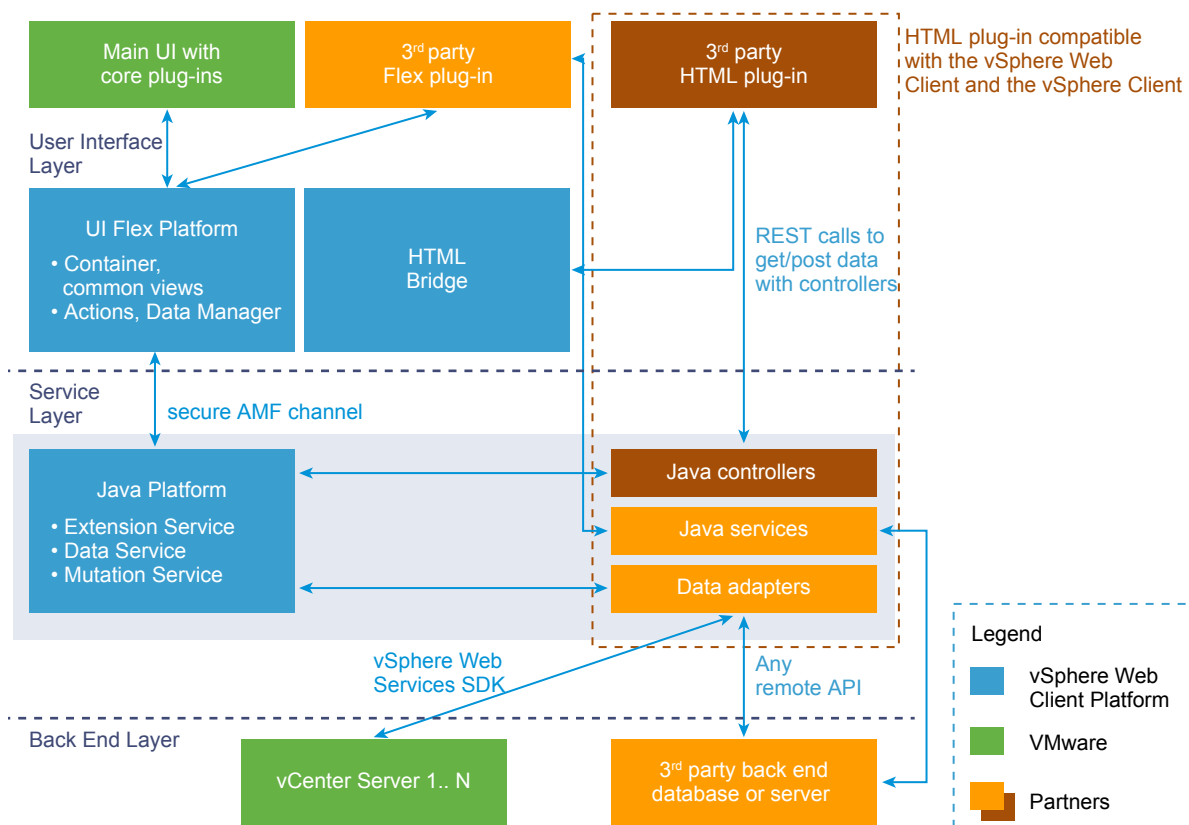 Main UI with
core plug-ins
3rd party
Flex plug-in
3rd party
HTML plug-in
HTML plug-in compatible
with the vSphere Web
Client and the vSphere Client
User Interface
Layer
UI Flex Platform
• Container,
common views
• Actions, Data Manager
HTML
Bridge
REST calls to
get/post data
with controllers
Service
Layer
secure AMF channel
Java Platform
• Extension Service
• Data Service
• Mutation Service
Java controllers
Java services
Data adapters
vSphere Web
Services SDK
Any
remote API
Back End Layer
vCenter Server 1.. N
3rd party back end
database or server
Legend
vSphere Web
Client Platform
VMware
Partners